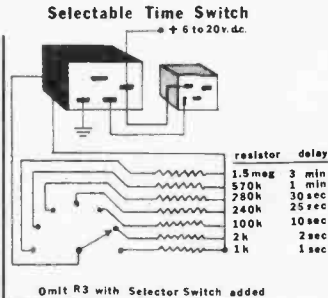 Selectable Time Switch
+ 6 to 20v. d.c.
resistor delay
1.5 meg 3 min
570k 1 min
280k 30 sec
240k 25 sec
100k 10 sec
2k 2 sec
1k 1 sec
Omit R3 with Selector Switch added